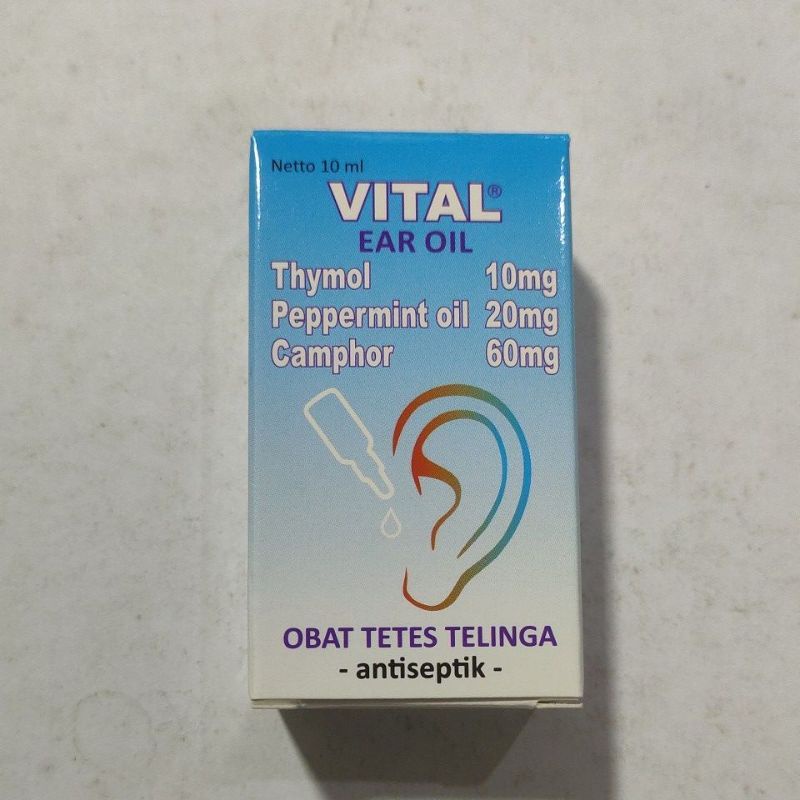 Netto 10 ml
VITAL®
EAR OIL
Thymol 10mg
Peppermint oil 20mg
Camphor 60mg
OBAT TETES TELINGA
- antiseptik -